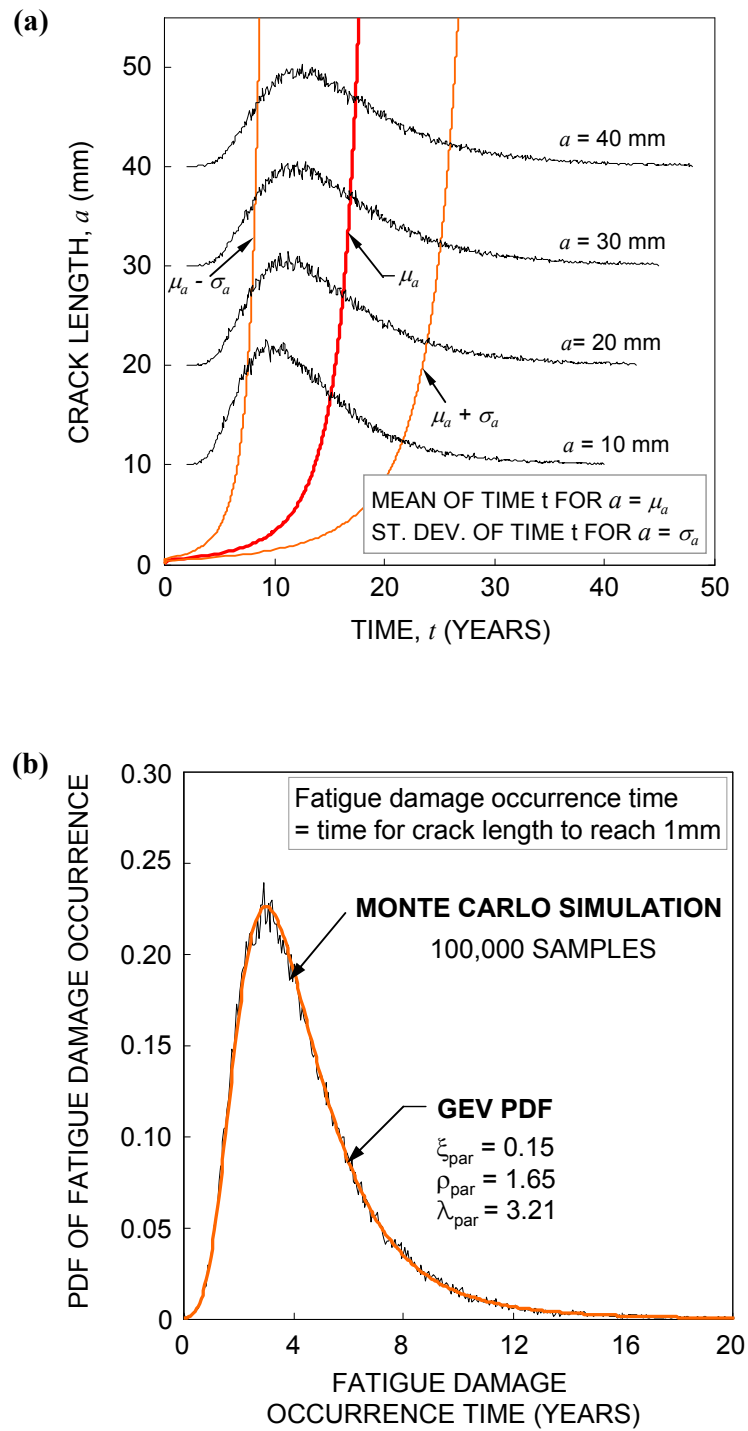 (a)
50
40
30
20
10
0
CRACK LENGTH, a (mm)
a = 40 mm
a = 30 mm
a = 20 mm
a = 10 mm
μa - σa
μa
μa + σa
MEAN OF TIME t FOR a = μa
ST. DEV. OF TIME t FOR a = σa
0 10 20 30 40 50
TIME, t (YEARS)
(b)
0.30
0.25
0.20
0.15
0.10
0.05
0
PDF OF FATIGUE DAMAGE OCCURRENCE
Fatigue damage occurrence time
= time for crack length to reach 1mm
MONTE CARLO SIMULATION
100,000 SAMPLES
GEV PDF
ξpar = 0.15
ρpar = 1.65
λpar = 3.21
0 4 8 12 16 20
FATIGUE DAMAGE
OCCURRENCE TIME (YEARS)